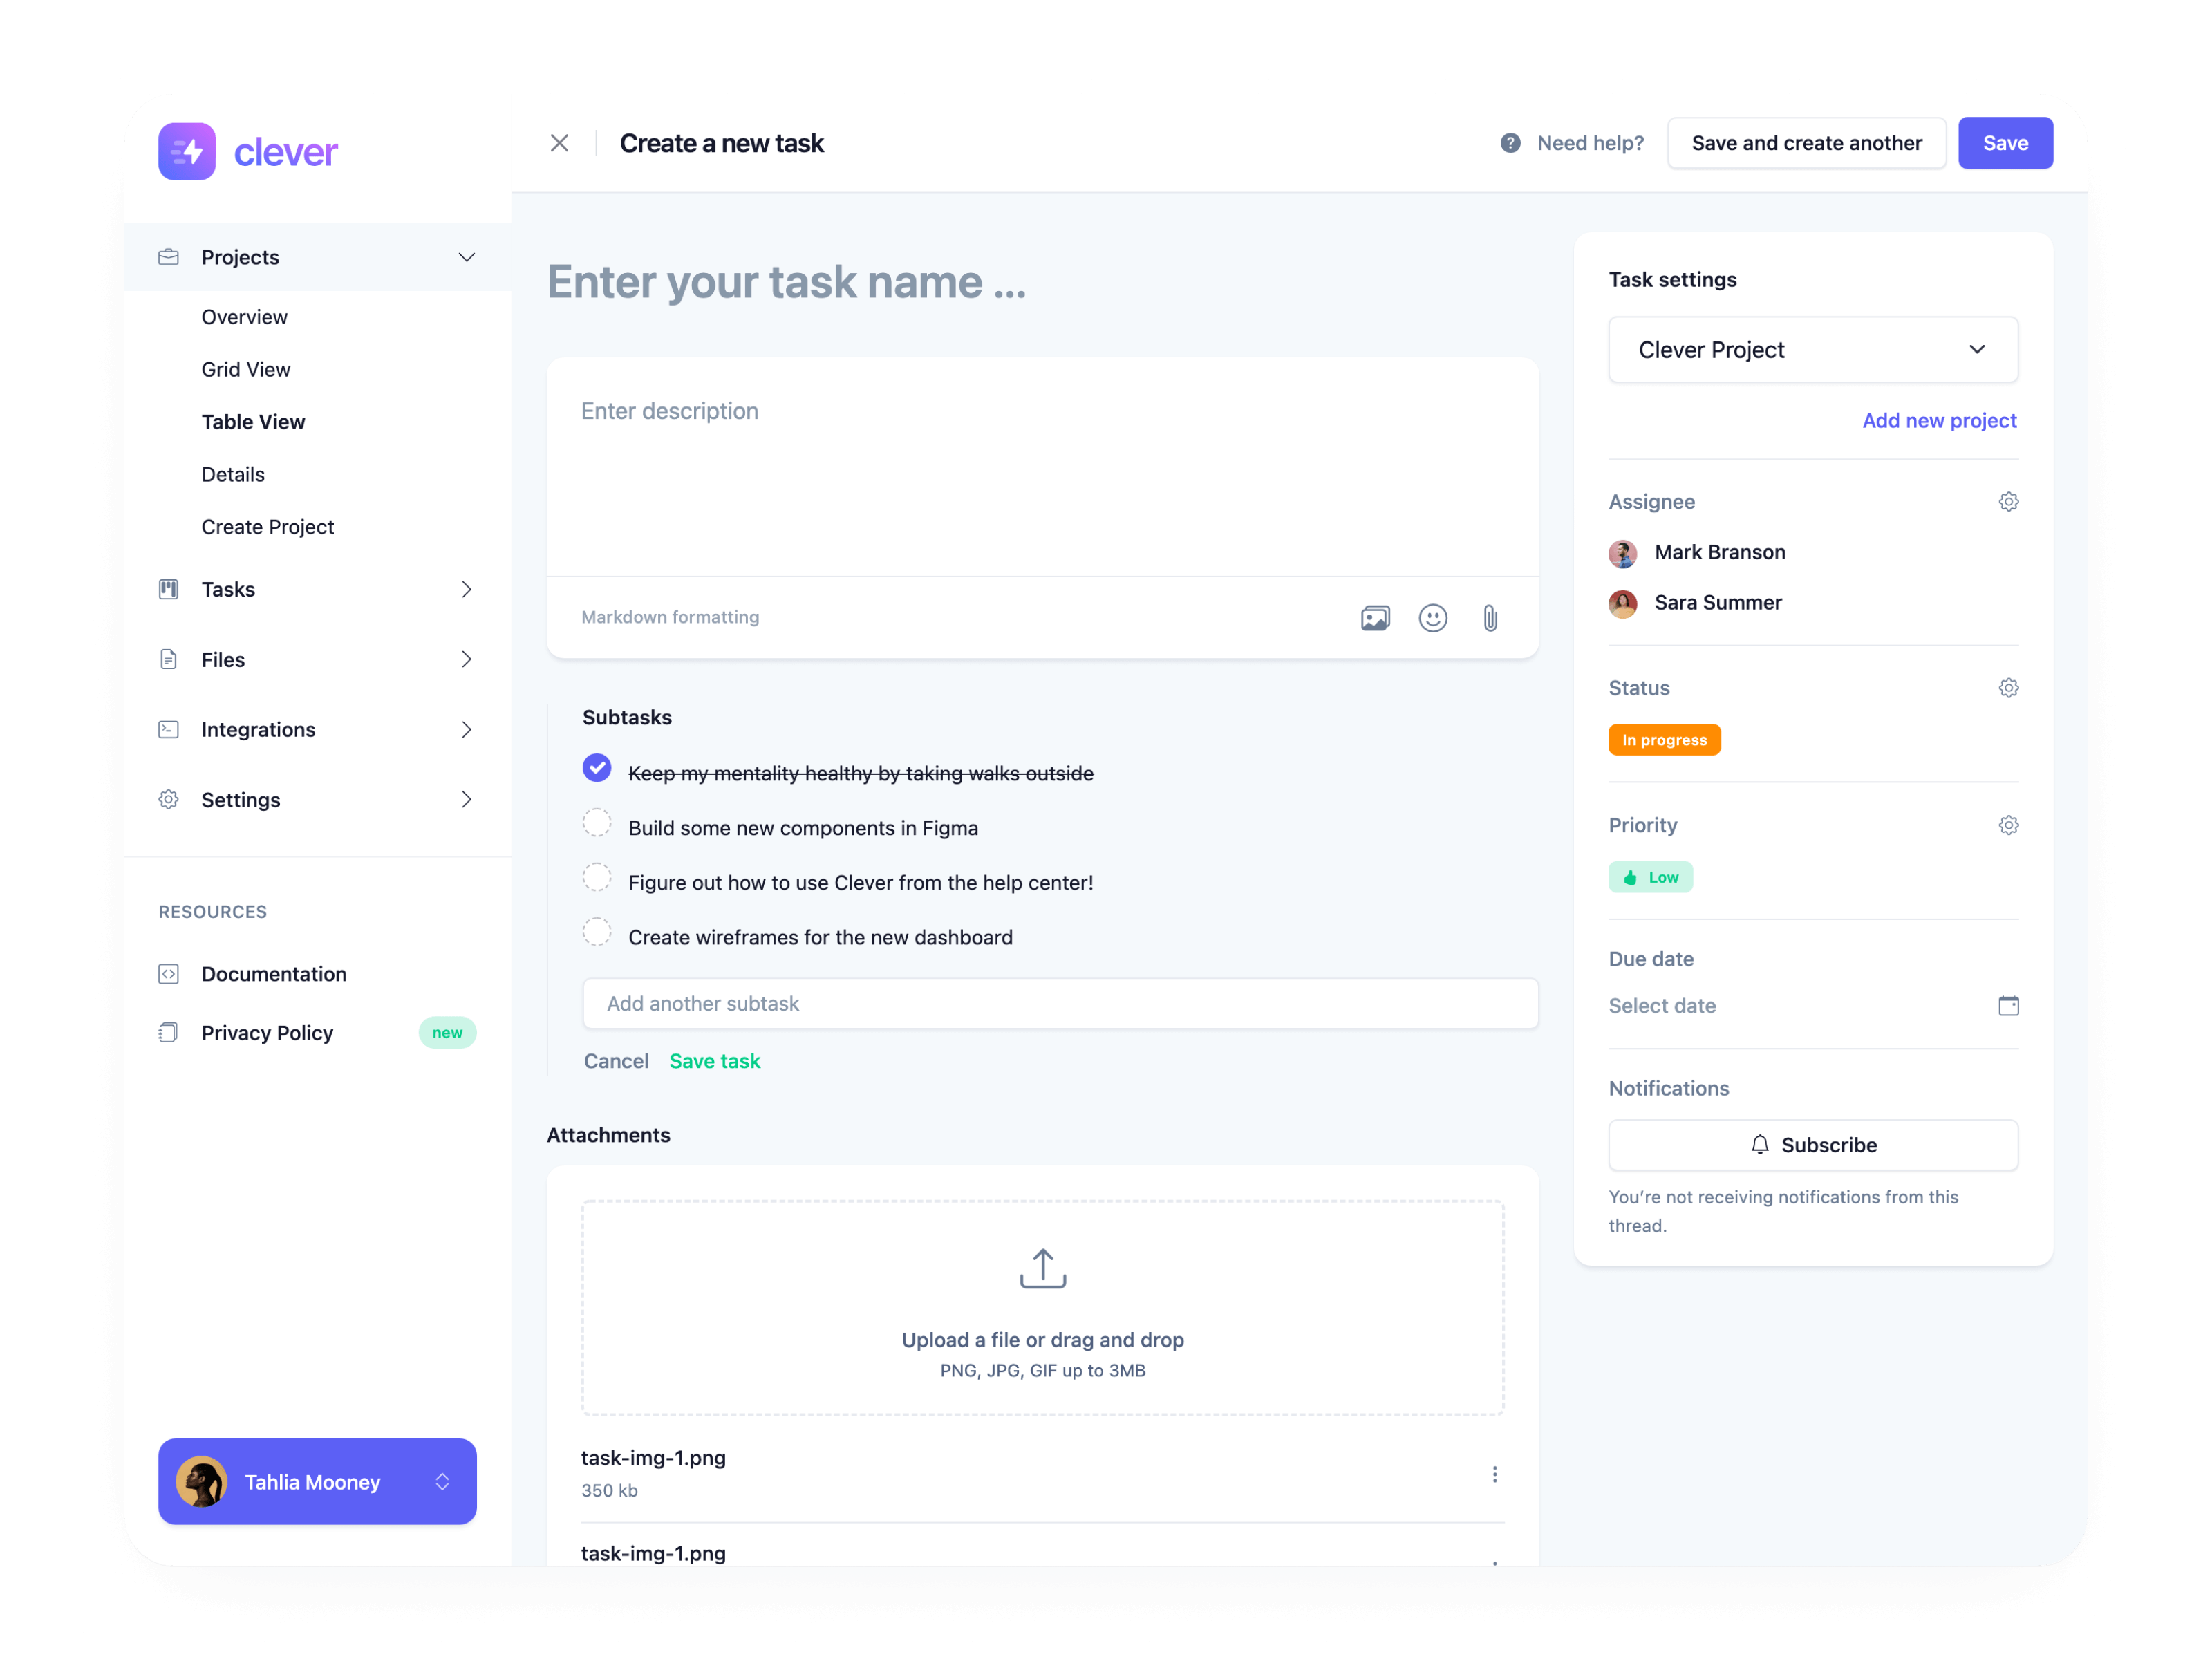 clever
Projects
Overview
Grid View
Table View
Details
Create Project
Tasks
Files
Integrations
Settings
RESOURCES
Documentation
Privacy Policy
new
Tahlia Mooney
Create a new task
? Need help?
Save and create another
Save
Enter your task name ...
Enter description
Markdown formatting
Subtasks
Keep my mentality healthy by taking walks outside
Build some new components in Figma
Figure out how to use Clever from the help center!
Create wireframes for the new dashboard
Add another subtask
Cancel
Save task
Attachments
Upload a file or drag and drop
PNG, JPG, GIF up to 3MB
task-img-1.png
350 kb
task-img-1.png
Task settings
Clever Project
Add new project
Assignee
Mark Branson
Sara Summer
Status
In progress
Priority
Low
Due date
Select date
Notifications
Subscribe
You’re not receiving notifications from this
thread.